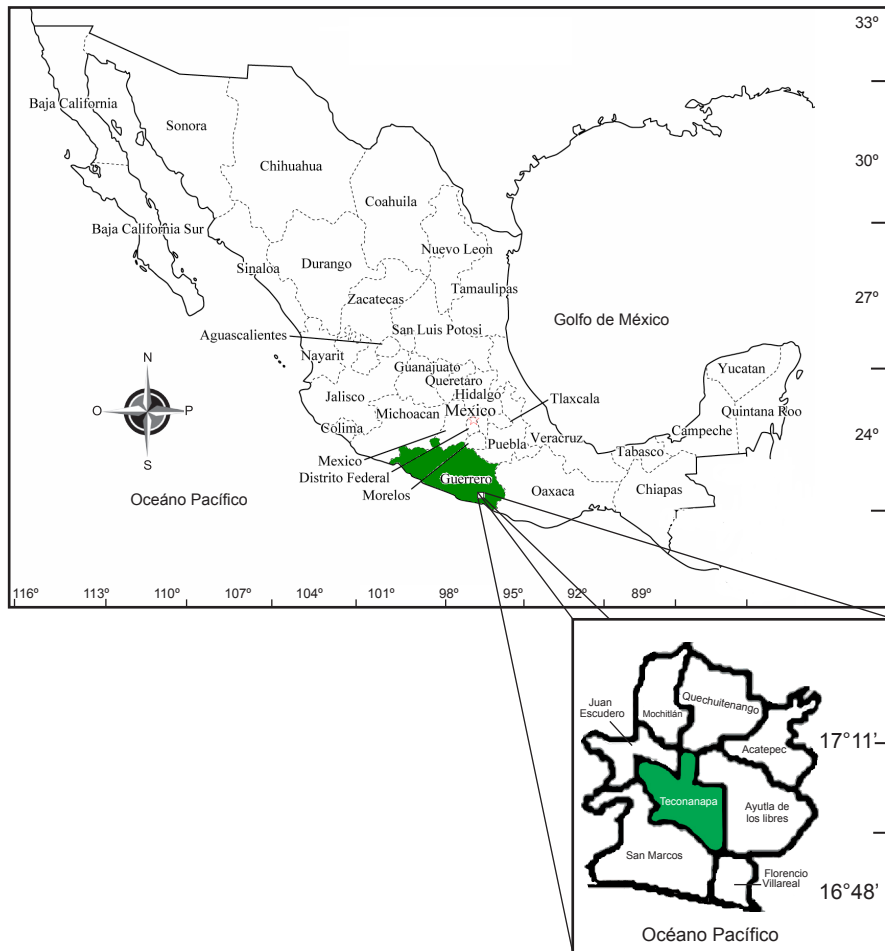 33º
Baja California
Sonora
Chihuahua
30º
Coahuila
Baja California Sur
Nuevo Leon
Sinaloa
Durango
Tamaulipas
Zacatecas
27º
Golfo de México
Aguascalientes
San Luis Potosi
Nayarit
Guanajuato
Yucatan
Queretaro
Hidalgo
Jalisco
Tlaxcala
N
O
P
S
Michoacan
Mexico
Quintana Roo
Colima
Veracruz
Campeche
24º
Puebla
Tabasco
Mexico
Distrito Federal
Guerrero
Morelos
Oaxaca
Chiapas
Océano Pacífico
116º
113º
110º
107º
104º
101º
98º
95º
92º
89º
Juan
Escudero
Mochitlán
Quechuitenango
Acatepec
17°11’
Teconanapa
Ayutla de
los libres
San Marcos
Florencio
Villareal
16°48’
Océano Pacífico